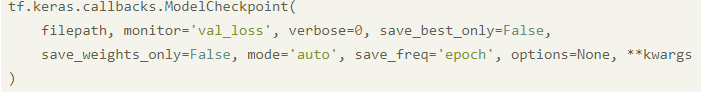 tf.keras.callbacks.ModelCheckpoint(
    filepath, monitor='val_loss', verbose=0, save_best_only=False,
    save_weights_only=False, mode='auto', save_freq='epoch', options=None, **kwargs
)